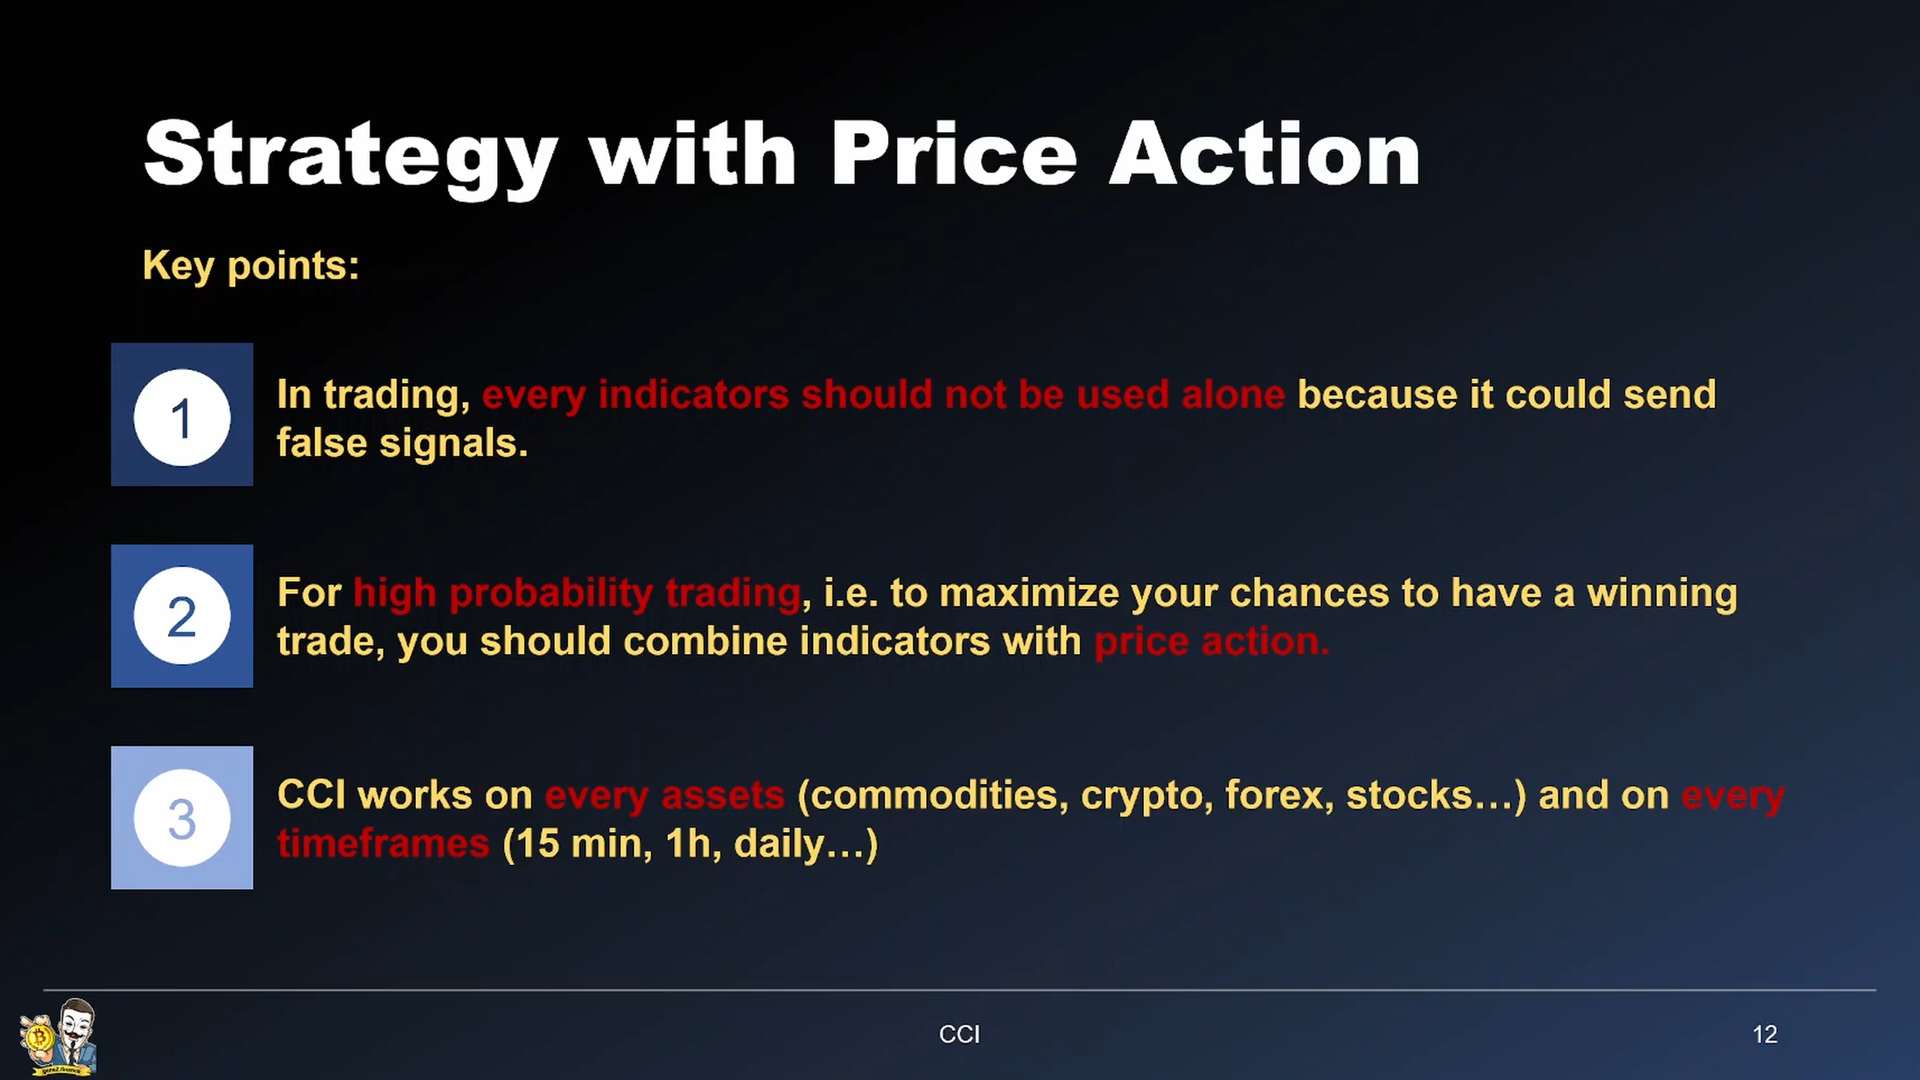 Strategy with Price Action
Key points:
1
In trading, every indicators should not be used alone because it could send
false signals.
2
For high probability trading, i.e. to maximize your chances to have a winning
trade, you should combine indicators with price action.
3
CCI works on every assets (commodities, crypto, forex, stocks…) and on every
timeframes (15 min, 1h, daily…)
CCI
12